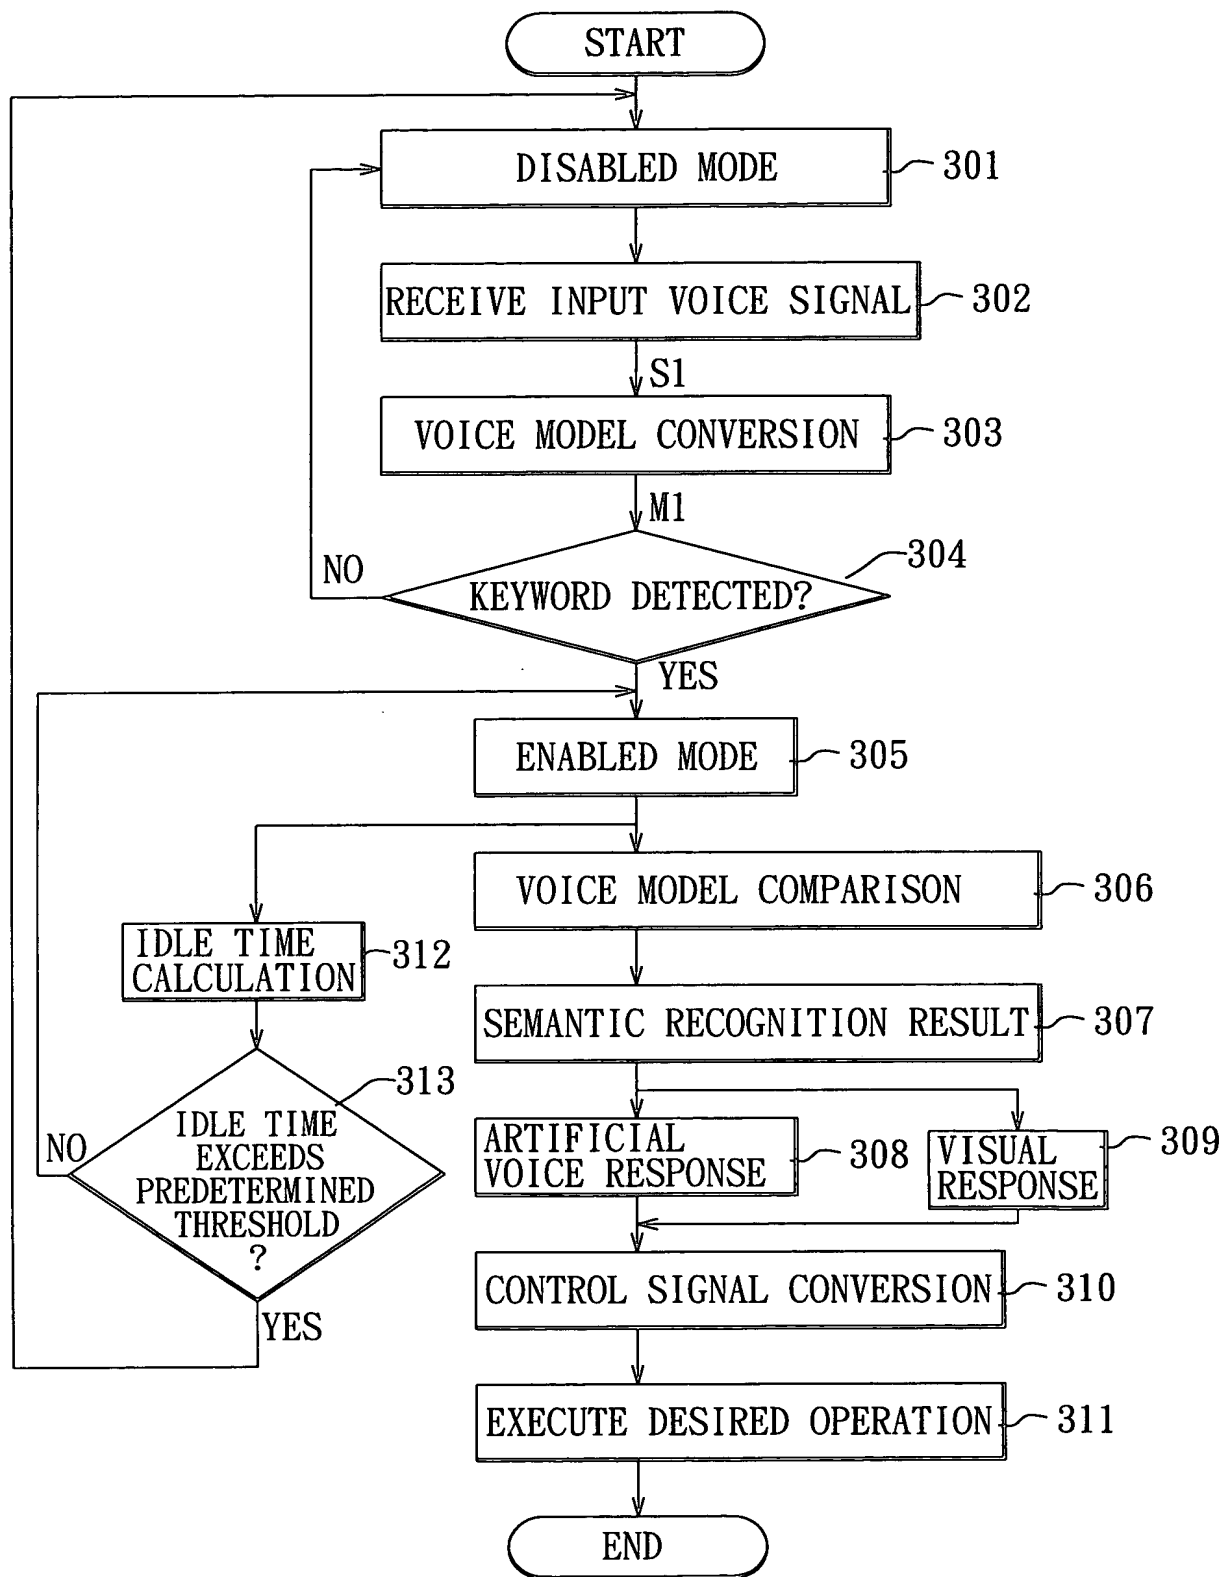 START
DISABLED MODE
301
RECEIVE INPUT VOICE SIGNAL
302
S1
VOICE MODEL CONVERSION
303
M1
304
NO
KEYWORD DETECTED?
YES
ENABLED MODE
305
VOICE MODEL COMPARISON
306
IDLE TIME
CALCULATION
312
SEMANTIC RECOGNITION RESULT
307
313
IDLE TIME
EXCEEDS
PREDETERMINED
THRESHOLD
?
NO
YES
ARTIFICIAL
VOICE RESPONSE
308
VISUAL
RESPONSE
309
CONTROL SIGNAL CONVERSION
310
EXECUTE DESIRED OPERATION
311
END